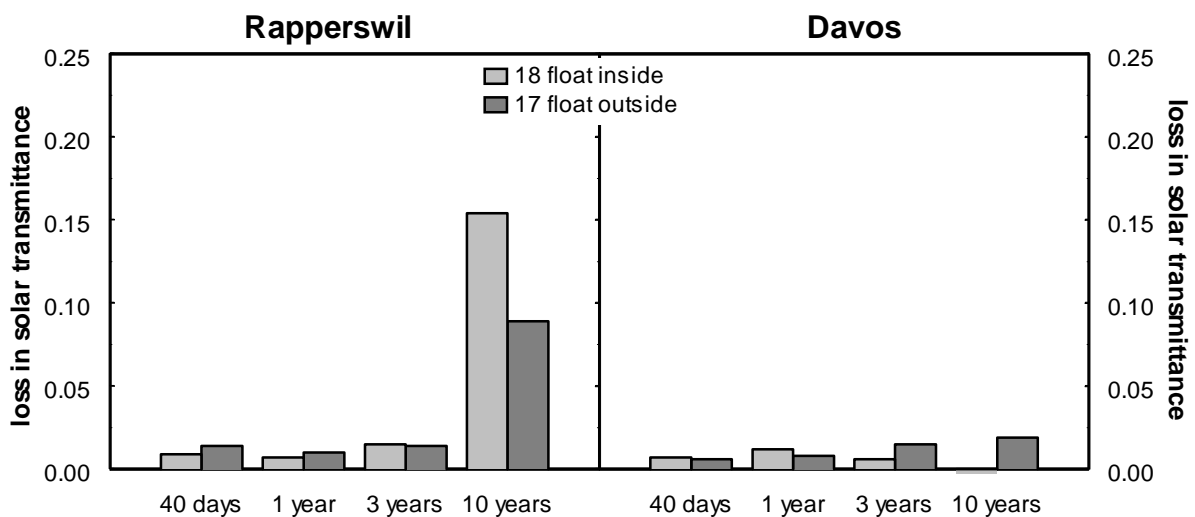 Rapperswil
Davos
loss in solar transmittance
0.25
0.20
0.15
0.10
0.05
0.00
18 float inside
17 float outside
40 days 1 year 3 years 10 years
40 days 1 year 3 years 10 years
0.25
0.20
0.15
0.10
0.05
0.00
loss in solar transmittance